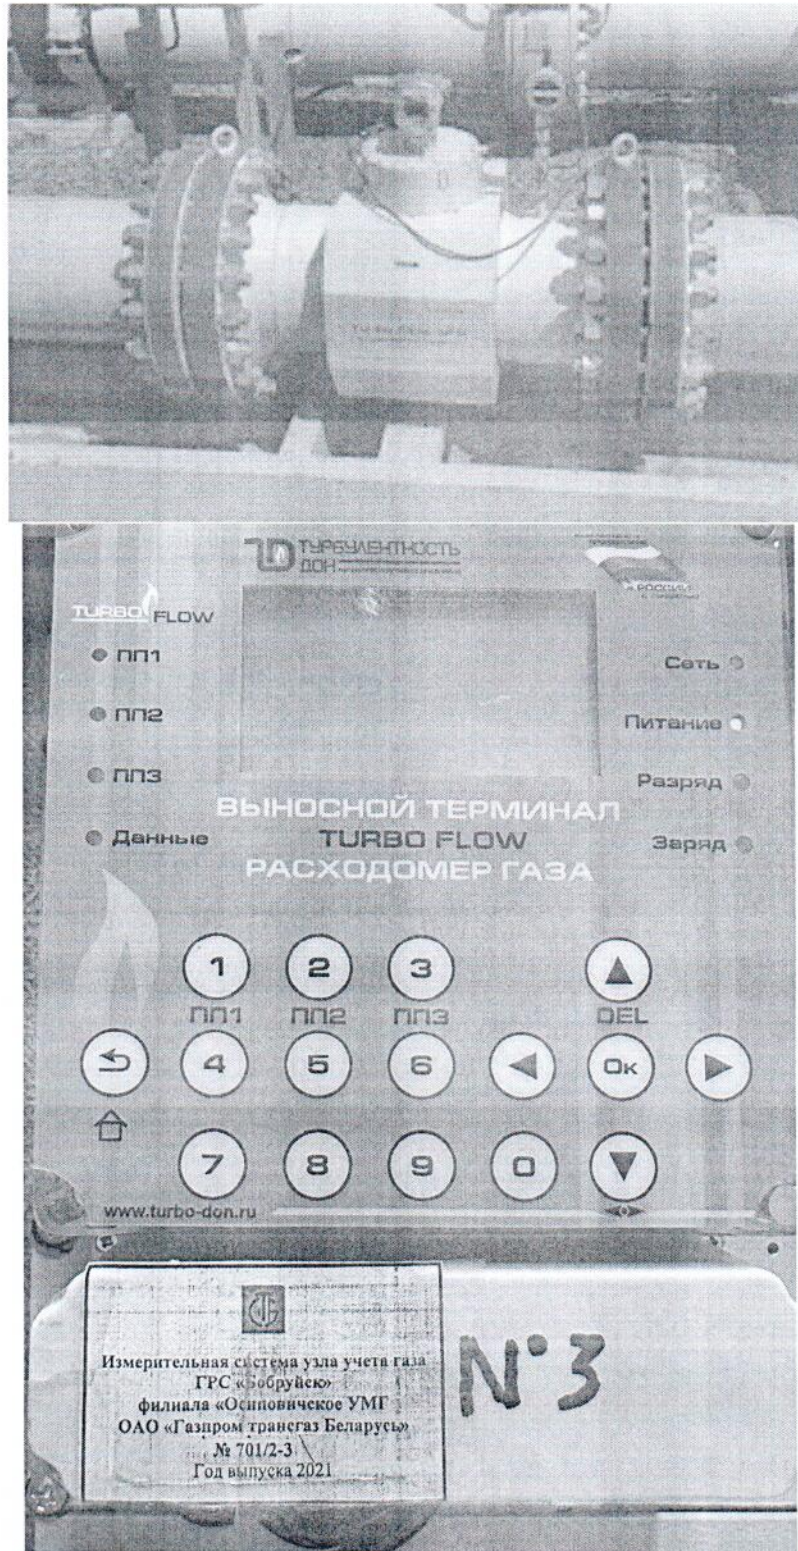 ТУРБУЛЕНТНОСТЬ
ДОН
TURBO FLOW
РОССИИ
ПП1
Сеть
ПП2
Питание
ПП3
Разряд
Данные
Заряд
ВЫНОСНОЙ ТЕРМИНАЛ
TURBO FLOW
РАСХОДОМЕР ГАЗА
1 2 3
ПП1 ПП2 ПП3 DEL
4 5 6 Ок
7 8 9 0
www.turbo-don.ru
Измерительная система узла учета газа
ГРС «Бобруйск»
филиала «Осиповичское УМГ
ОАО «Газпром трансгаз Беларусь»
№ 701/2-3
Год выпуска 2021
N° 3